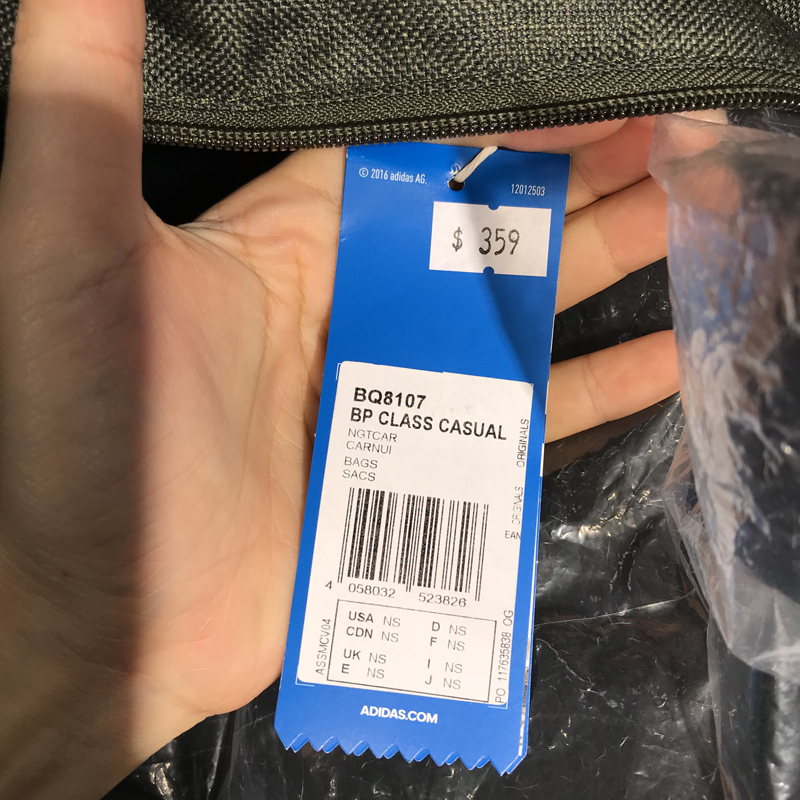 © 2016 adidas AG.
12012503
$ 359
BQ8107
BP CLASS CASUAL
NGTCAR
CARNUI
BAGS
SACS
ORIGINALS
ORIGINALS
EAN
4 058032 523826
USA NS D NS
CDN NS F NS
UK NS I NS
E NS J NS
ASSMCV04
PO 117635838 OG
ADIDAS.COM